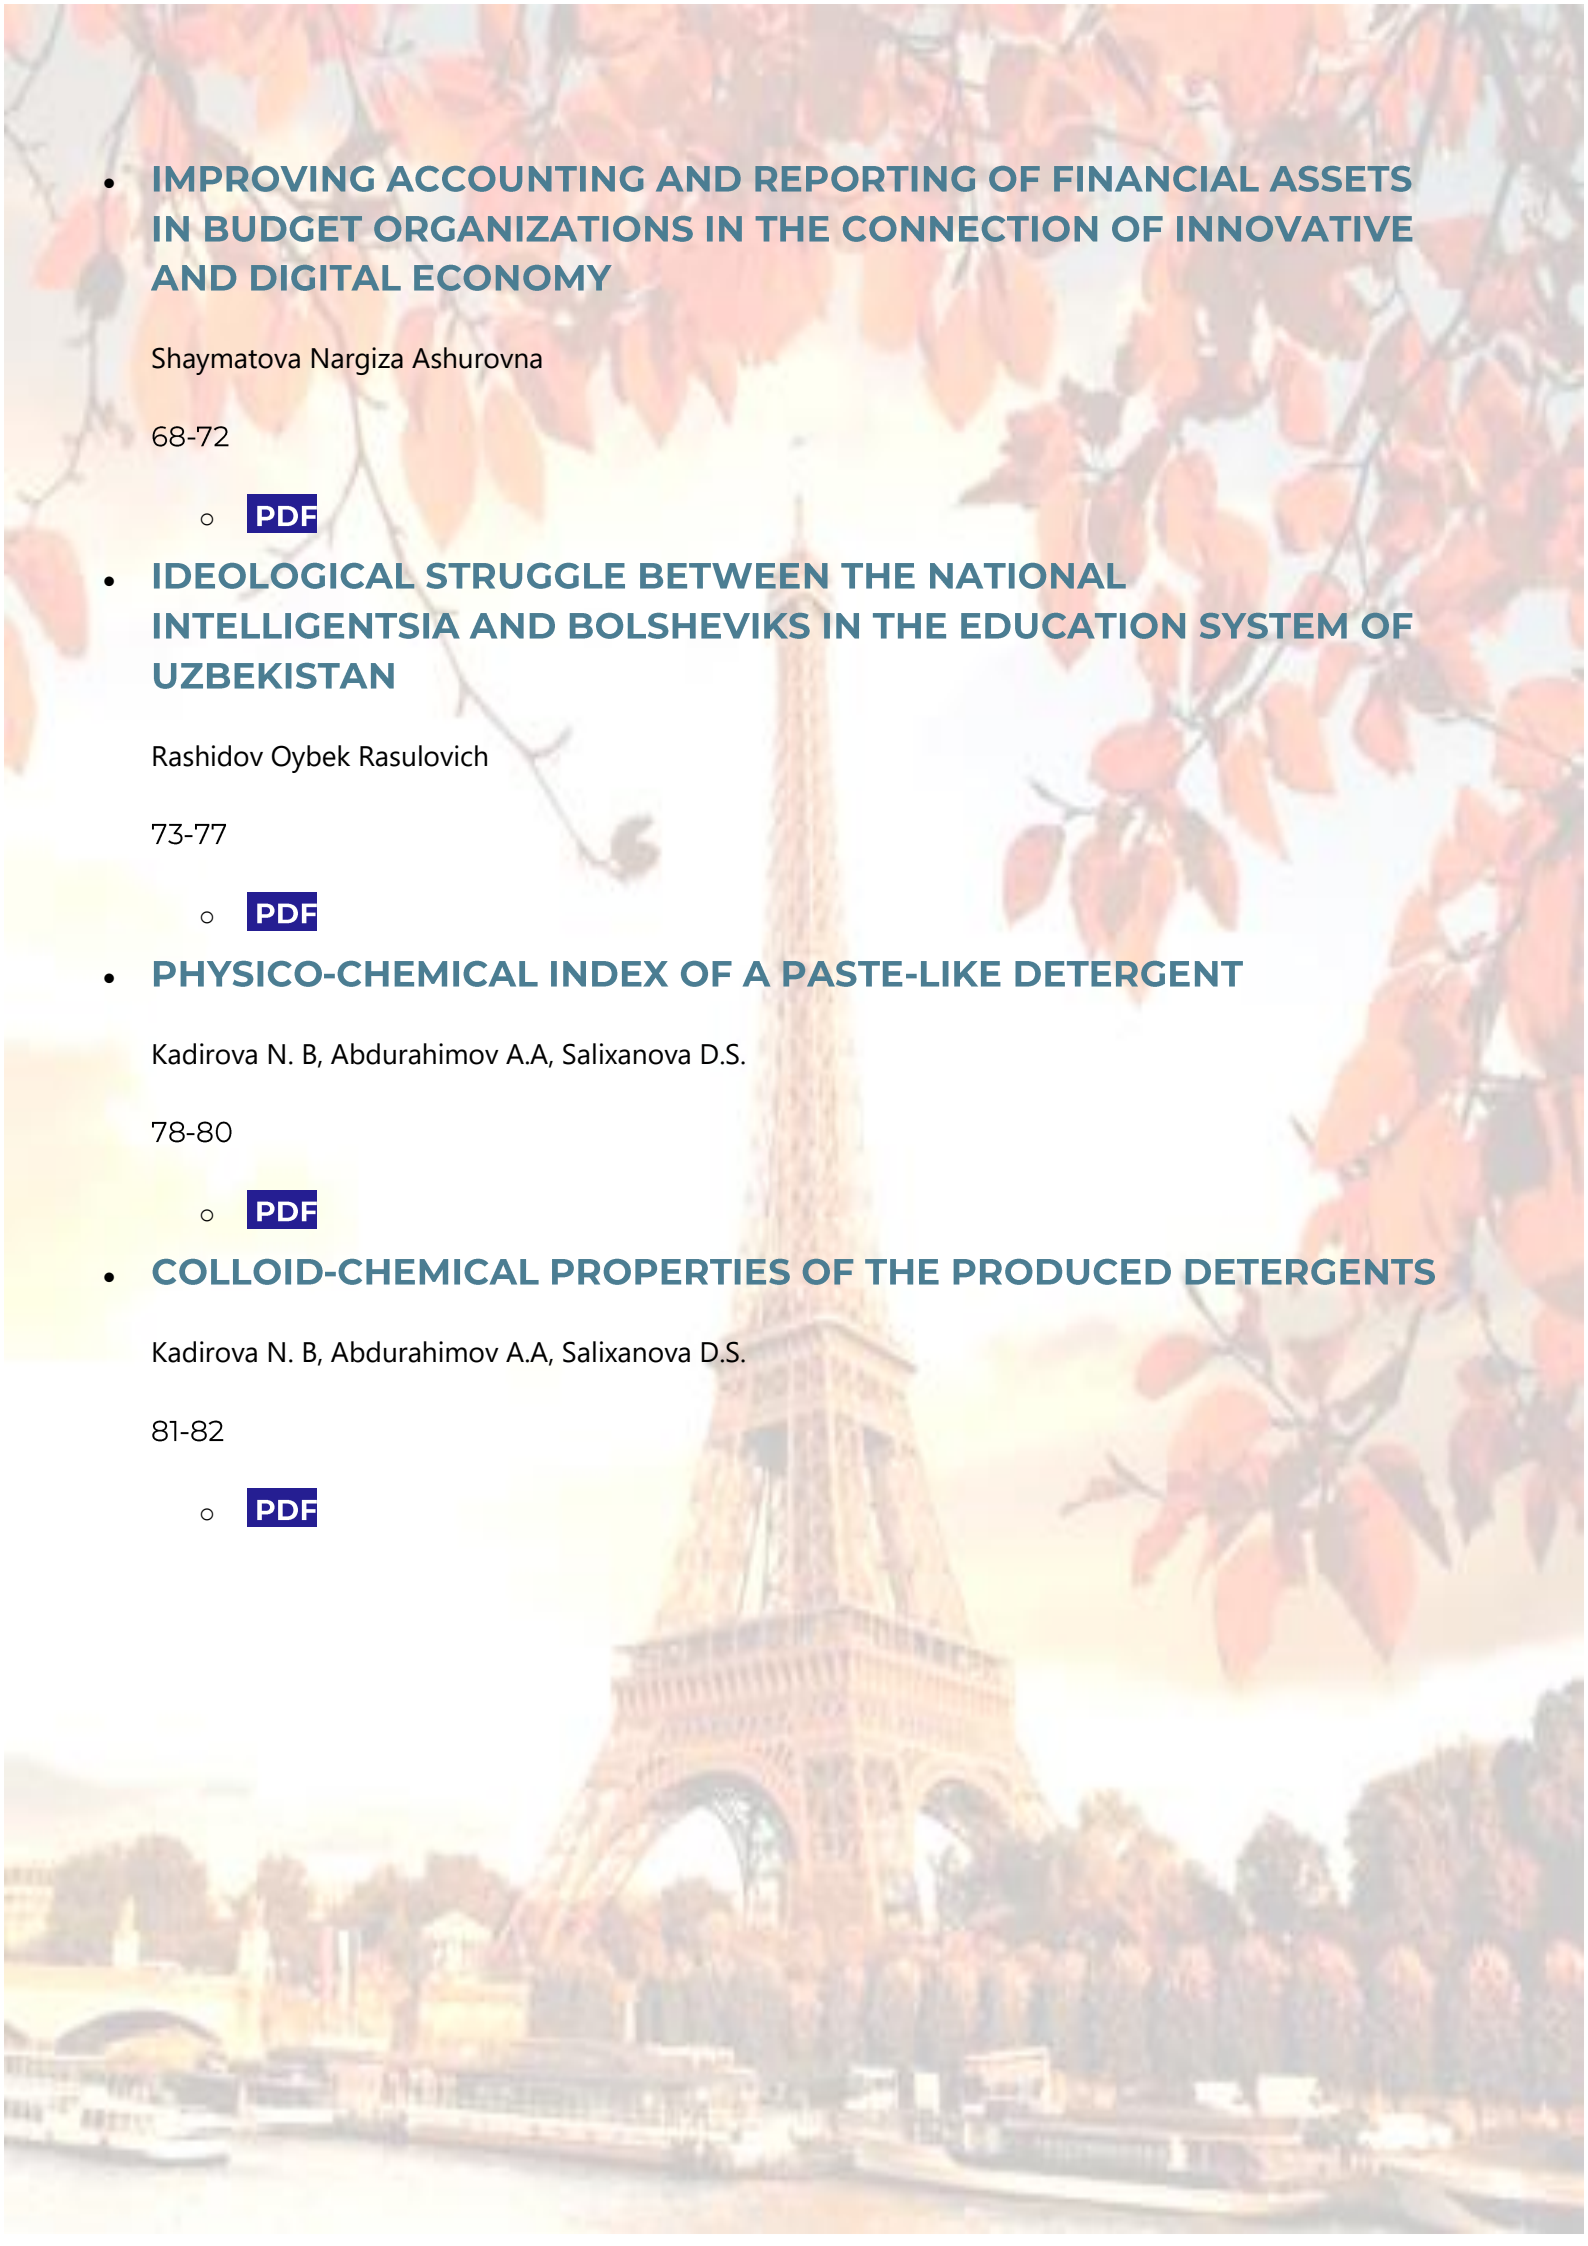 • IMPROVING ACCOUNTING AND REPORTING OF FINANCIAL ASSETS
IN BUDGET ORGANIZATIONS IN THE CONNECTION OF INNOVATIVE
AND DIGITAL ECONOMY
Shaymatova Nargiza Ashurovna
68-72
○ PDF
• IDEOLOGICAL STRUGGLE BETWEEN THE NATIONAL
INTELLIGENTSIA AND BOLSHEVIKS IN THE EDUCATION SYSTEM OF
UZBEKISTAN
Rashidov Oybek Rasulovich
73-77
○ PDF
• PHYSICO-CHEMICAL INDEX OF A PASTE-LIKE DETERGENT
Kadirova N. B, Abdurahimov A.A, Salixanova D.S.
78-80
○ PDF
• COLLOID-CHEMICAL PROPERTIES OF THE PRODUCED DETERGENTS
Kadirova N. B, Abdurahimov A.A, Salixanova D.S.
81-82
○ PDF